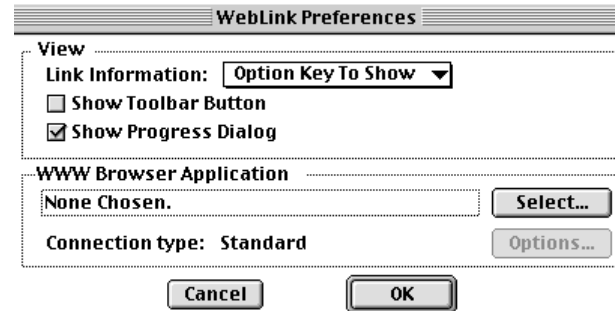 WebLink Preferences
View
Link Information: Option Key To Show
Show Toolbar Button
Show Progress Dialog
WWW Browser Application
None Chosen. Select...
Connection type: Standard Options...
Cancel OK